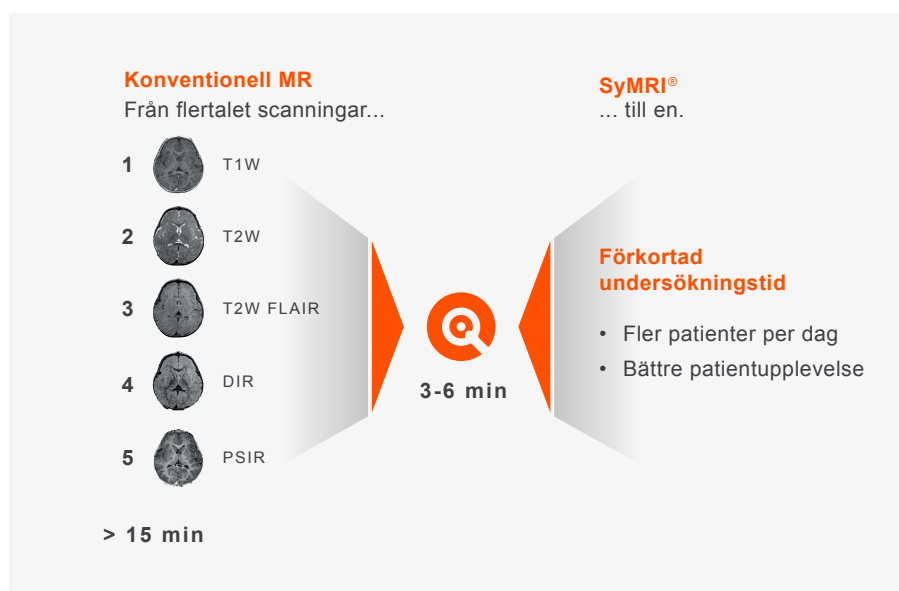 Konventionell MR
Från flertalet scanningar...
1 T1W
2 T2W
3 T2W FLAIR
4 DIR
5 PSIR
> 15 min
3-6 min
SyMRI®
... till en.
Förkortad
undersökningstid
• Fler patienter per dag
• Bättre patientupplevelse